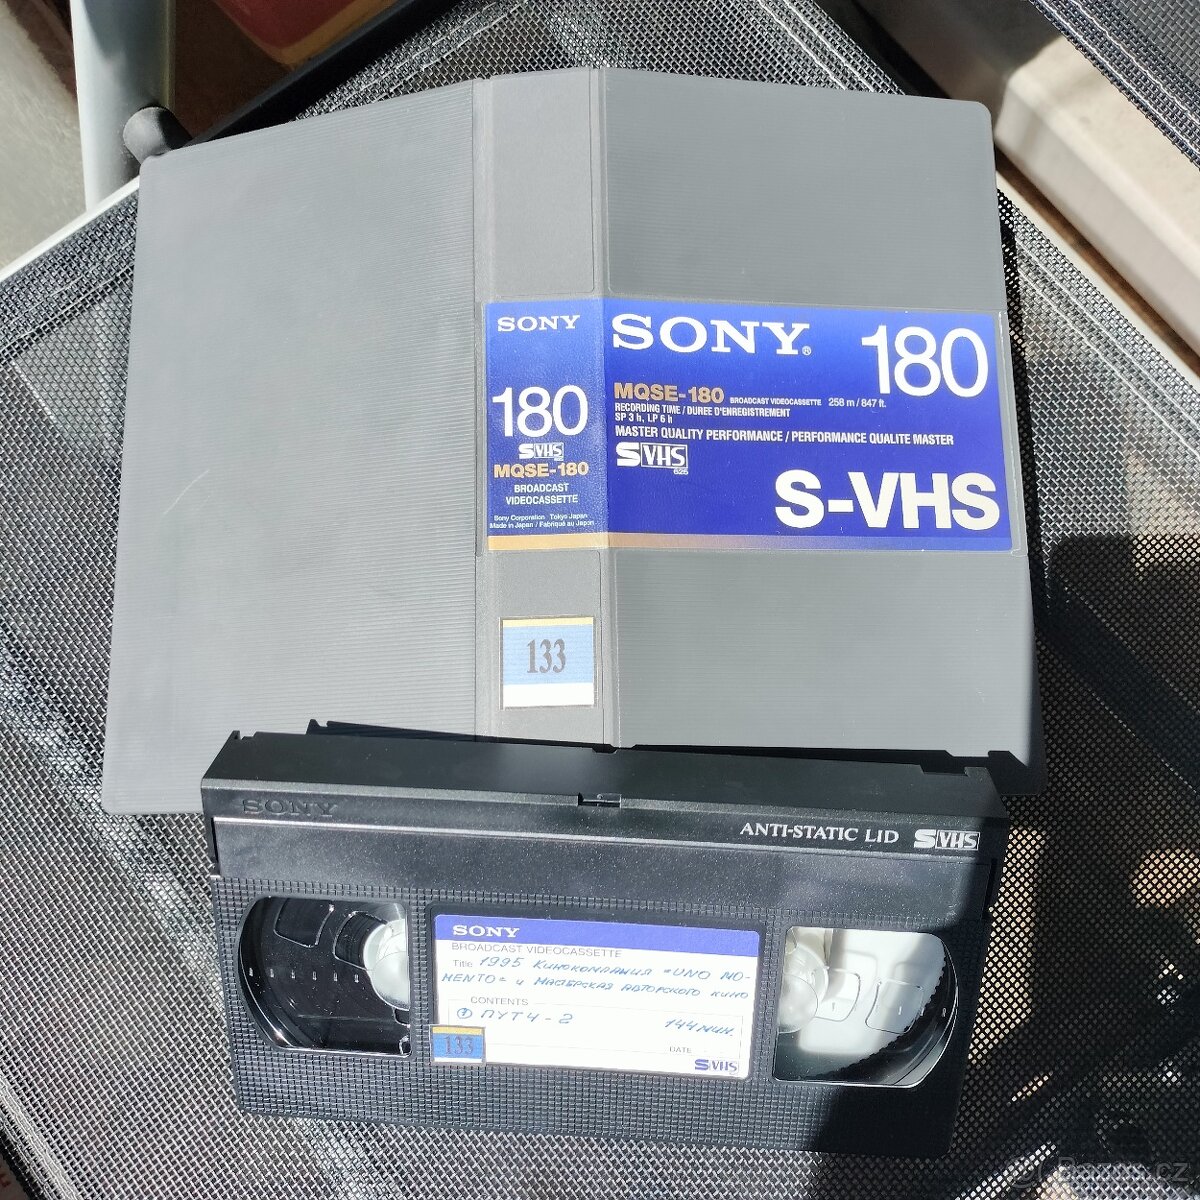 SONY
180
S VHS
625
MQSE-180
BROADCAST
VIDEOCASSETTE
Sony Corporation Tokyo Japan
Made in Japan / Fabriqué au Japon
SONY®
180
MQSE-180 BROADCAST VIDEOCASSETTE 258 m / 847 ft.
RECORDING TIME / DUREE D'ENREGISTREMENT
SP 3 h, LP 6 h
MASTER QUALITY PERFORMANCE / PERFORMANCE QUALITE MASTER
S VHS
625
S-VHS
133
SONY
ANTI-STATIC LID S VHS
SONY
BROADCAST VIDEOCASSETTE
Title 1995 Кинокомпания "UNO MO-
MENTO" и Мастерская авторского кино
CONTENTS
① ПУТЧ - 2 144 мин.
133
DATE
S VHS